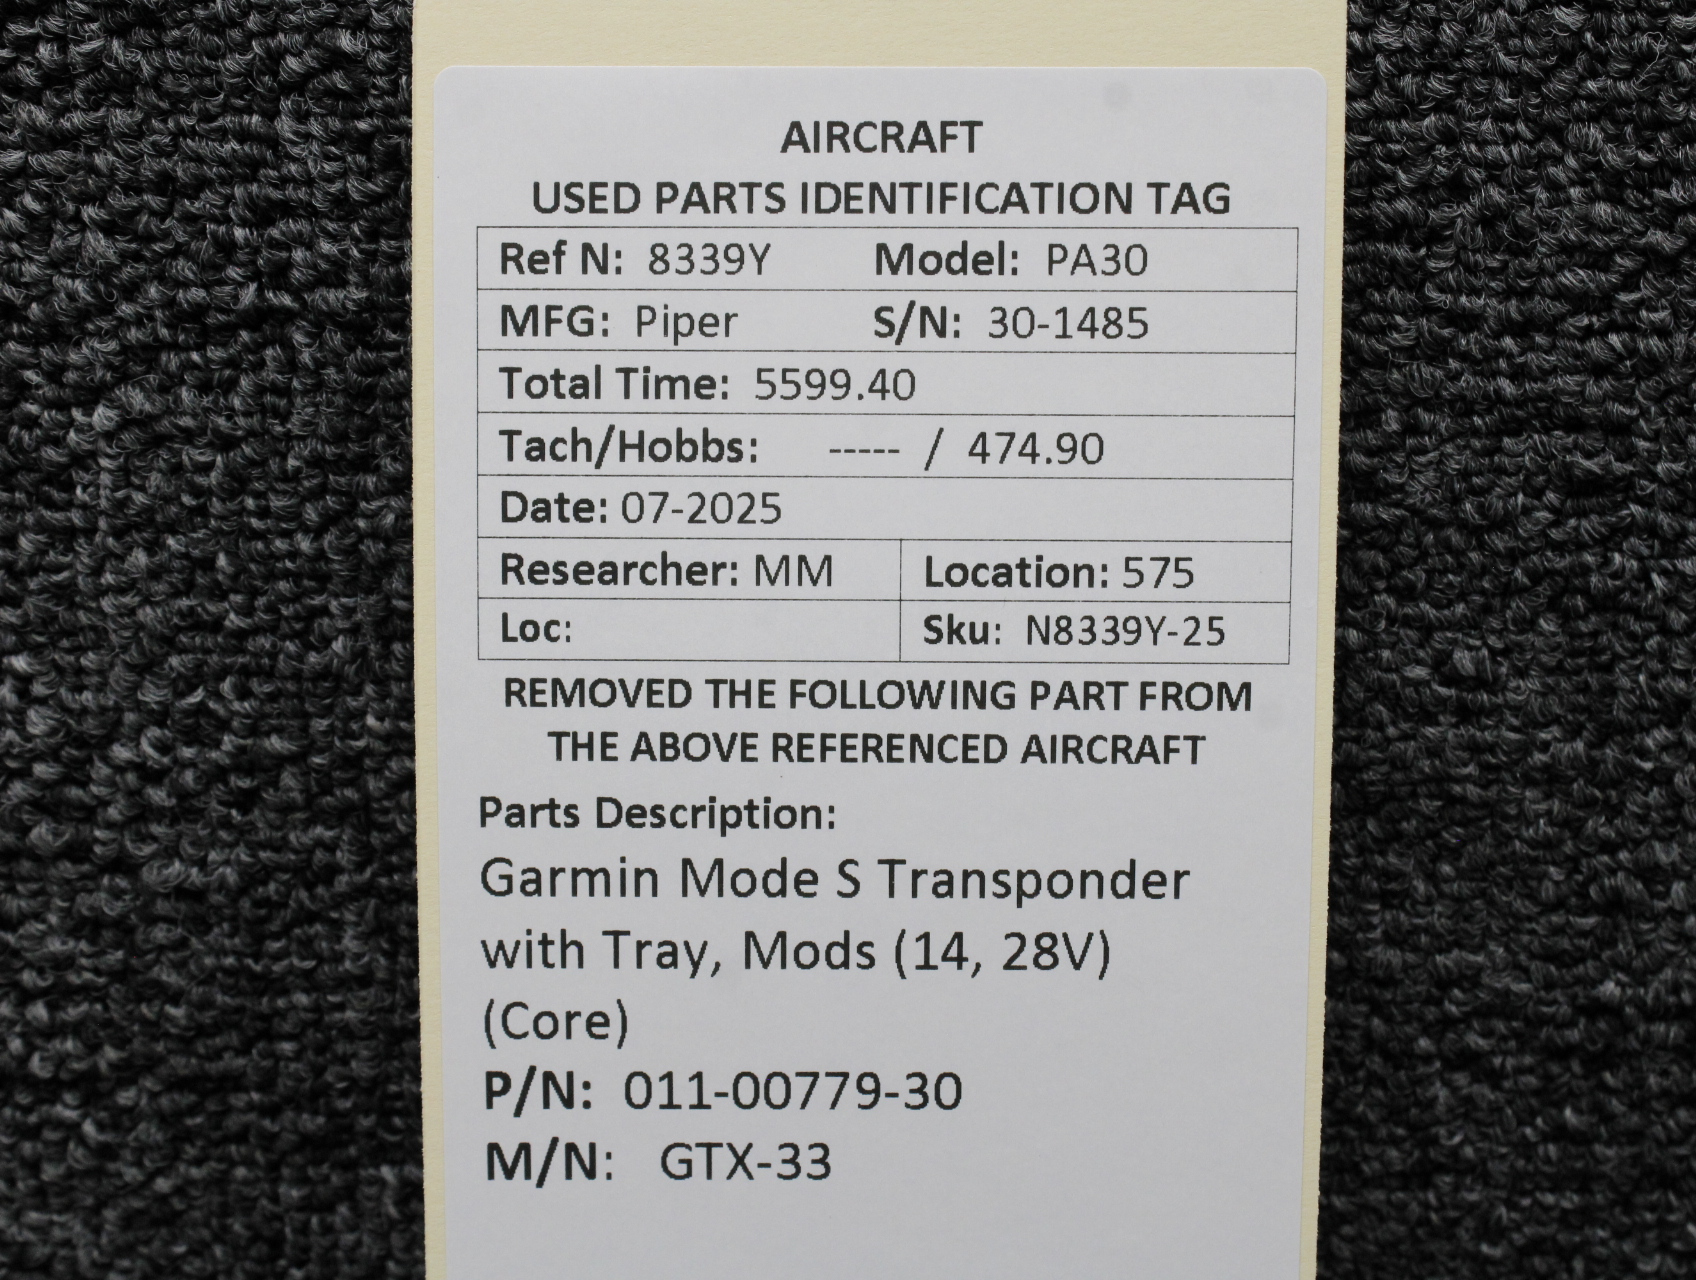 AIRCRAFT
USED PARTS IDENTIFICATION TAG
Ref N: 8339Y Model: PA30
MFG: Piper S/N: 30-1485
Total Time: 5599.40
Tach/Hobbs: ----- / 474.90
Date: 07-2025
Researcher: MM Location: 575
Loc: Sku: N8339Y-25
REMOVED THE FOLLOWING PART FROM
THE ABOVE REFERENCED AIRCRAFT
Parts Description:
Garmin Mode S Transponder
with Tray, Mods (14, 28V)
(Core)
P/N: 011-00779-30
M/N: GTX-33